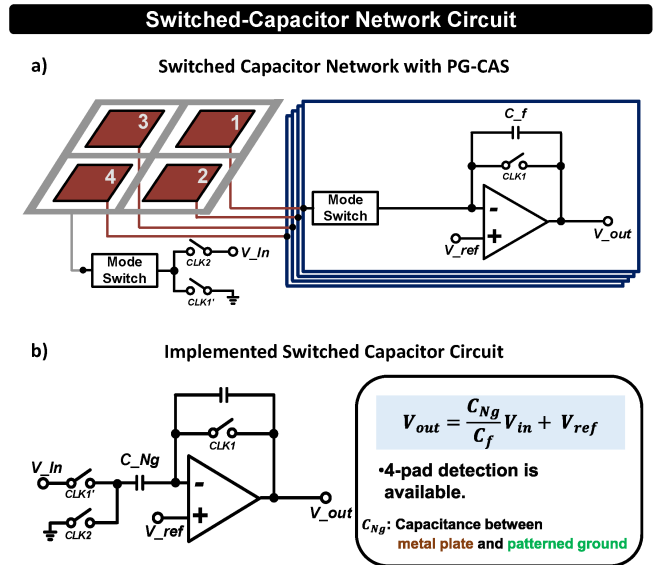 Switched-Capacitor Network Circuit
a) Switched Capacitor Network with PG-CAS
3 1
4 2
C_f
CLK1
Mode
Switch
-
+
V_ref
V_out
Mode
Switch
CLK2
V_In
CLK1'
b) Implemented Switched Capacitor Circuit
CLK1
V_In
CLK1'
C_Ng
CLK2
-
+
V_ref
V_out
V_out = C_Ng/C_f V_in + V_ref
•4-pad detection is
available.
C_Ng: Capacitance between
metal plate and patterned ground